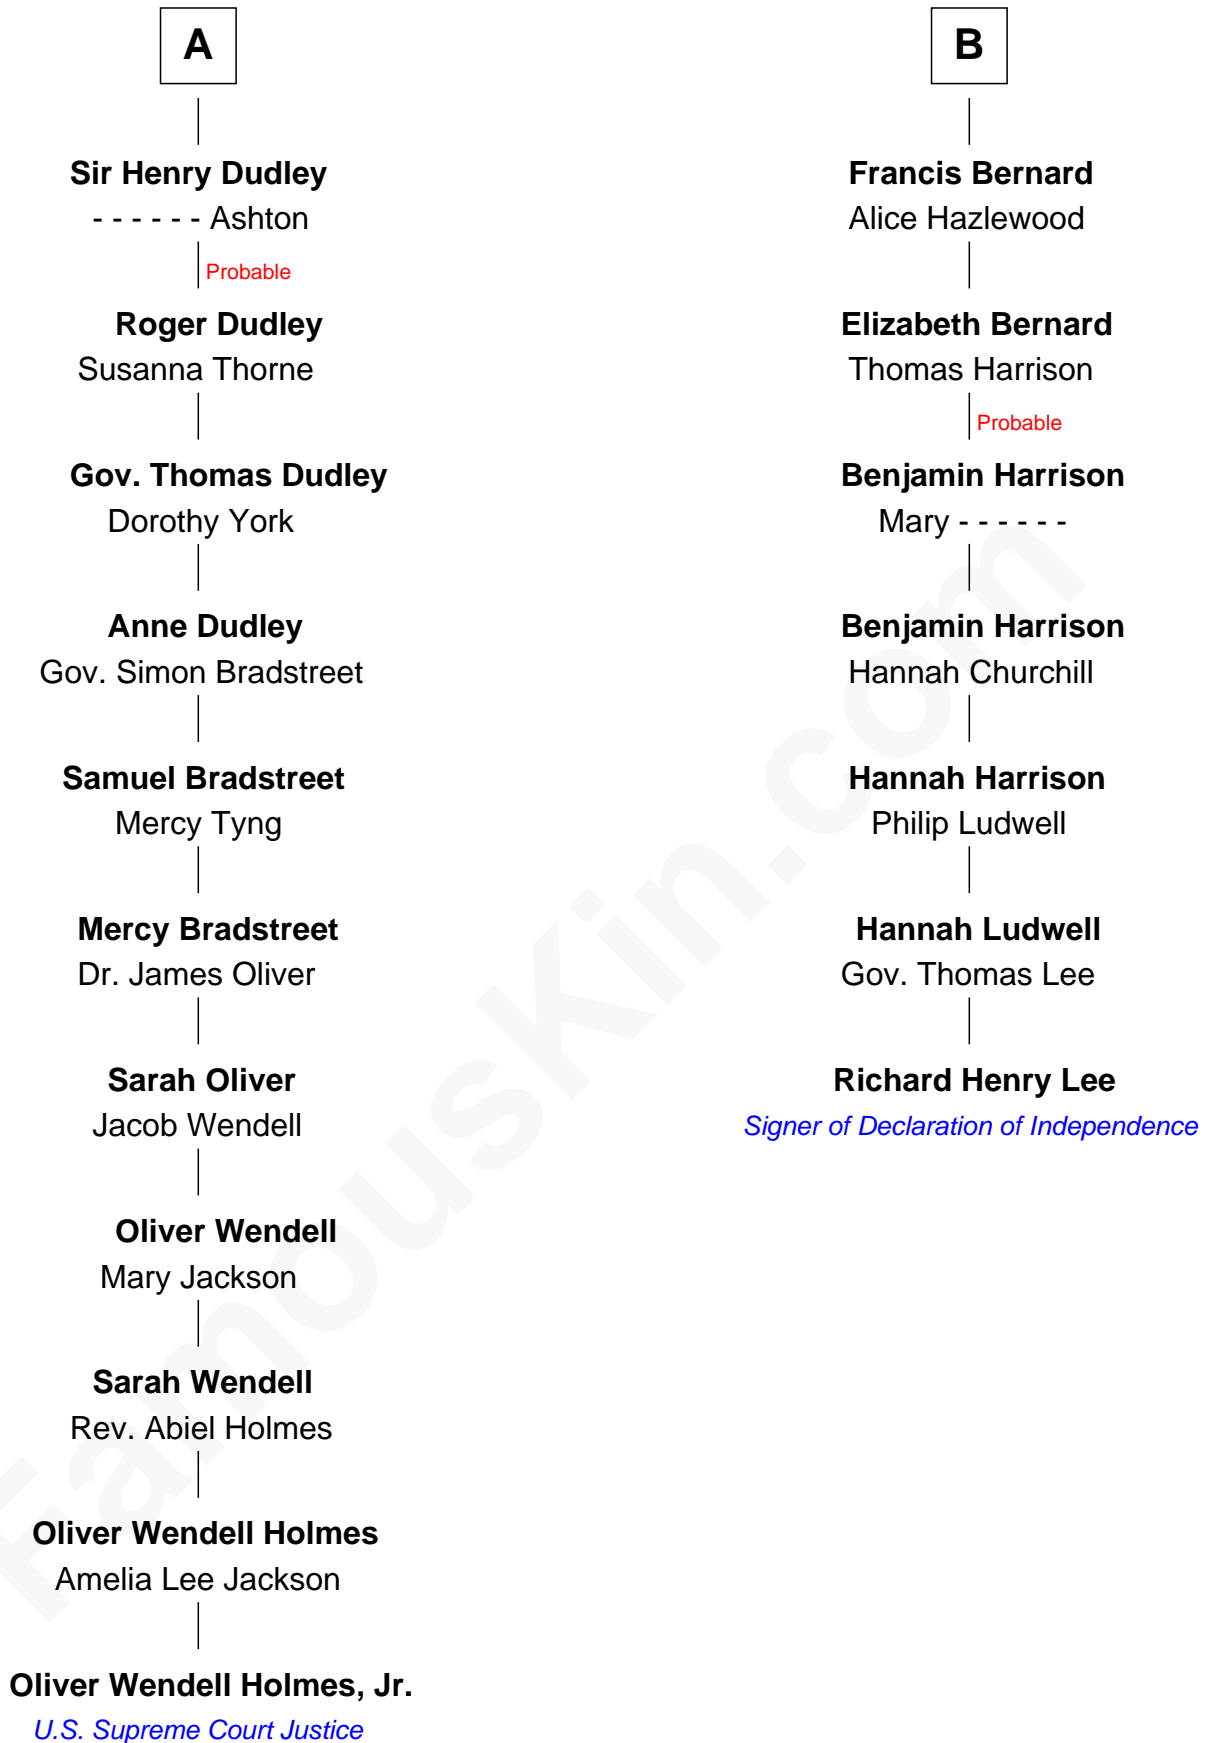 A
Sir Henry Dudley
- - - - - - Ashton
Probable
Roger Dudley
Susanna Thorne
Gov. Thomas Dudley
Dorothy York
Anne Dudley
Gov. Simon Bradstreet
Samuel Bradstreet
Mercy Tyng
Mercy Bradstreet
Dr. James Oliver
Sarah Oliver
Jacob Wendell
Oliver Wendell
Mary Jackson
Sarah Wendell
Rev. Abiel Holmes
Oliver Wendell Holmes
Amelia Lee Jackson
Oliver Wendell Holmes, Jr.
U.S. Supreme Court Justice
B
Francis Bernard
Alice Hazlewood
Elizabeth Bernard
Thomas Harrison
Probable
Benjamin Harrison
Mary - - - - - -
Benjamin Harrison
Hannah Churchill
Hannah Harrison
Philip Ludwell
Hannah Ludwell
Gov. Thomas Lee
Richard Henry Lee
Signer of Declaration of Independence
FamousKin.com